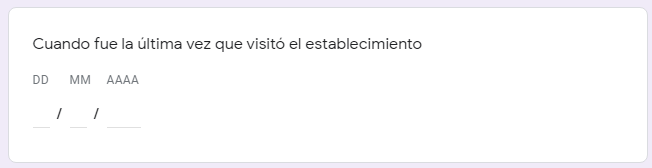 Cuando fue la última vez que visitó el establecimiento
DD MM AAAA
/ /